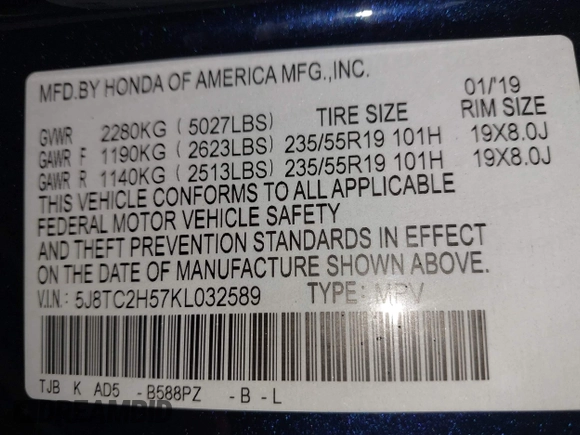 MFD.BY HONDA OF AMERICA MFG.,INC.
01/'19
GVWR 2280KG (5027LBS) TIRE SIZE RIM SIZE
GAWR F 1190KG (2623LBS) 235/55R19 101H 19X8.0J
GAWR R 1140KG (2513LBS) 235/55R19 101H 19X8.0J
THIS VEHICLE CONFORMS TO ALL APPLICABLE
FEDERAL MOTOR VEHICLE SAFETY
AND THEFT PREVENTION STANDARDS IN EFFECT
ON THE DATE OF MANUFACTURE SHOWN ABOVE.
V.I.N.: 5J8TC2H57KL032589 TYPE: MPV
TJB K AD5 -B588PZ -B-L